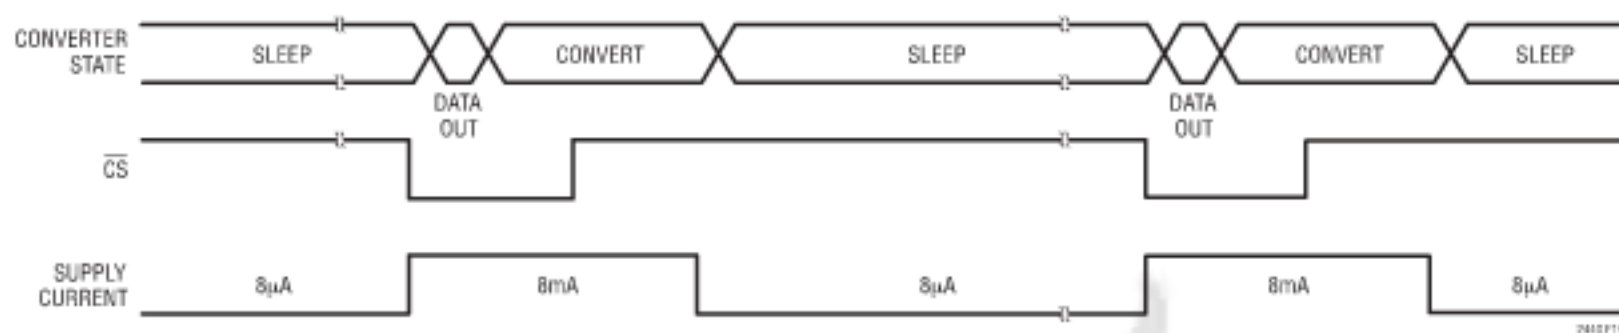 CONVERTER
STATE
SLEEP
CONVERT
SLEEP
CONVERT
SLEEP
DATA
OUT
DATA
OUT
CS
SUPPLY
CURRENT
8μA
8mA
8μA
8mA
8μA